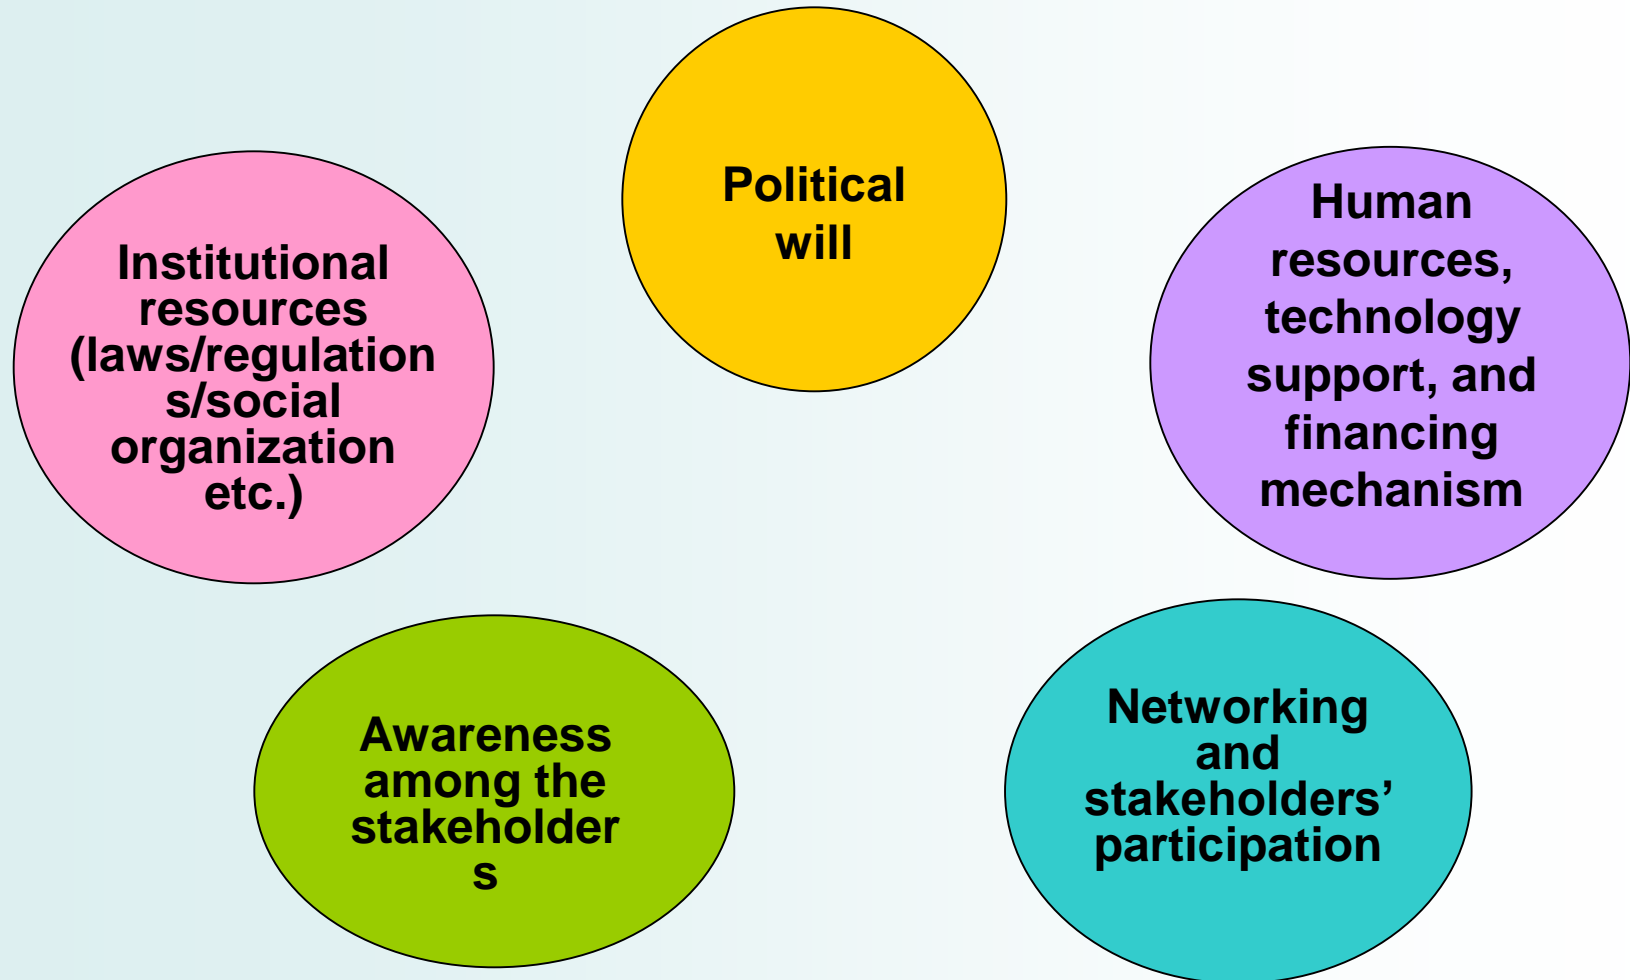 Political
will
Institutional
resources
(laws/regulation
s/social
organization
etc.)
Human
resources,
technology
support, and
financing
mechanism
Awareness
among the
stakeholder
s
Networking
and
stakeholders’
participation